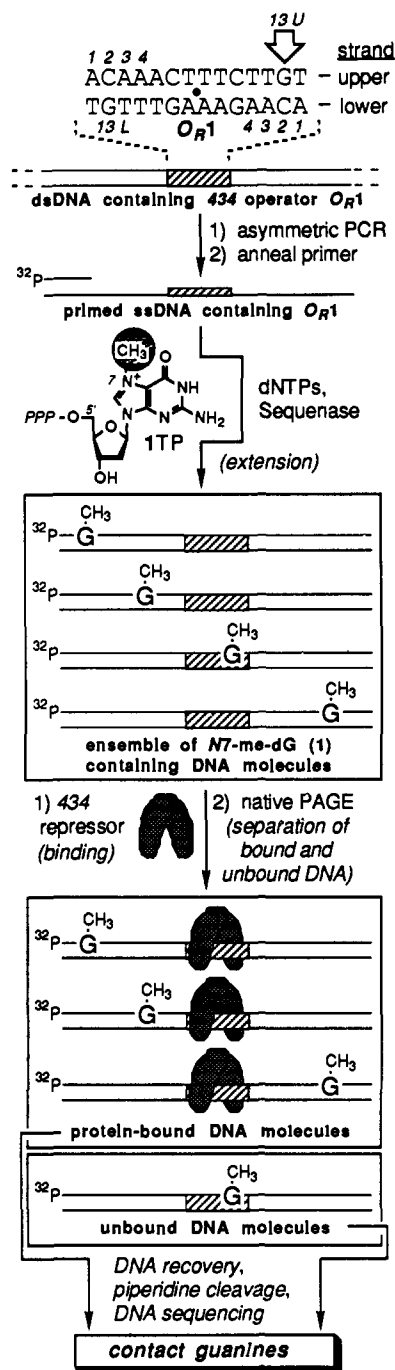 13 U
strand
1 2 3 4
ACAAACTTTCTTGT – upper
TGTTTGAAAGAACA – lower
13 L OR1 4 3 2 1
dsDNA containing 434 operator OR1
1) asymmetric PCR
2) anneal primer
32P
primed ssDNA containing OR1
CH3
7 N+ O
NH
PPP–O 5' N N NH2
O 1TP
OH
dNTPs,
Sequenase
(extension)
CH3
32P G
CH3
32P G
CH3
32P G
CH3
32P G
ensemble of N7-me-dG (1)
containing DNA molecules
1) 434
repressor
(binding)
2) native PAGE
(separation of
bound and
unbound DNA)
CH3
32P G
CH3
32P G
CH3
32P G
protein-bound DNA molecules
CH3
32P G
unbound DNA molecules
DNA recovery,
piperidine cleavage,
DNA sequencing
contact guanines